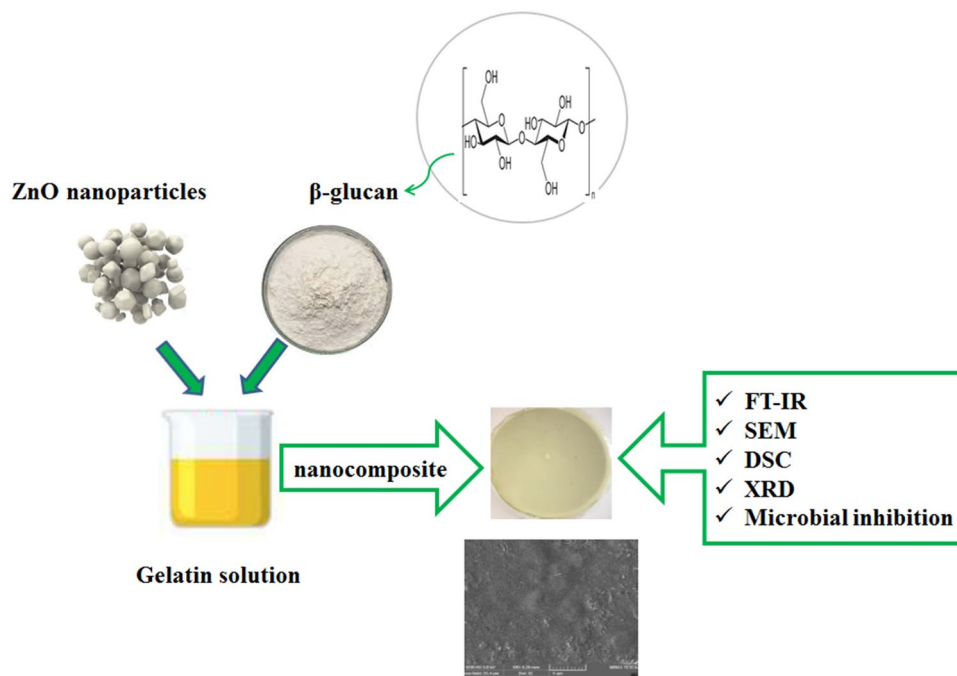 OH
O
OH
HO
OH
O
HO
OH
O
O
OH
n
ZnO nanoparticles
β-glucan
nanocomposite
✓ FT-IR
✓ SEM
✓ DSC
✓ XRD
✓ Microbial inhibition
Gelatin solution